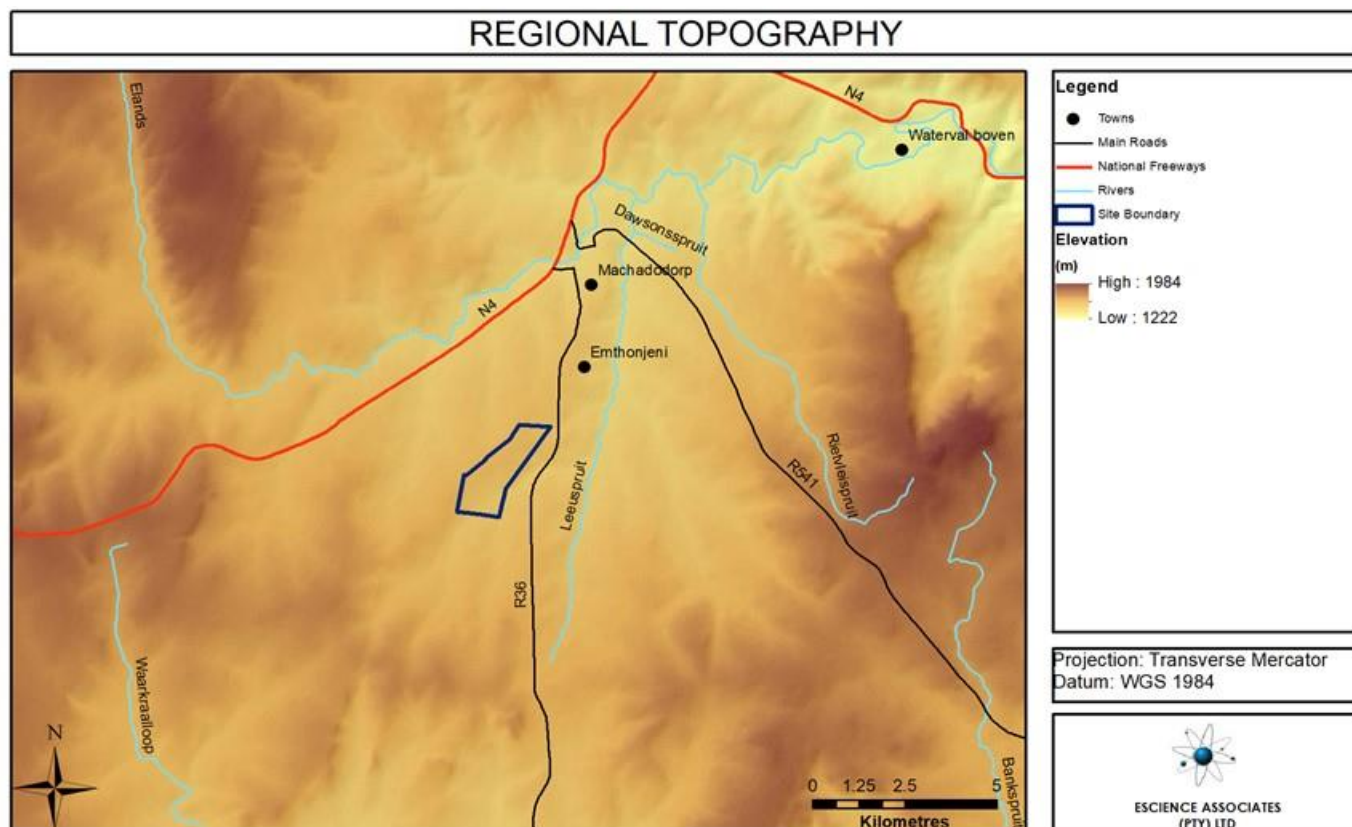 REGIONAL TOPOGRAPHY
Elands
N4
Waterval boven
Dawsonsspruit
Machadodorp
N4
Emthonjeni
Rietvleispruit
R541
Leeuspruit
R36
Waarkraalloop
Bankspruit
N
0 1.25 2.5 5
Kilometres
Legend
Towns
Main Roads
National Freeways
Rivers
Site Boundary
Elevation
(m)
High : 1984
Low : 1222
Projection: Transverse Mercator
Datum: WGS 1984
ESCIENCE ASSOCIATES
(PTY) LTD